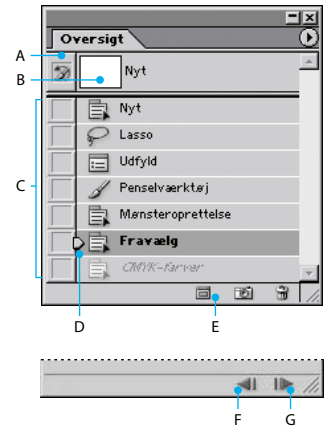 Oversigt
A
B
Nyt
C
Nyt
Lasso
Udfyld
Penselværktøj
Mønsteroprettelse
Fravælg
CMYK-farver
D
E
F
G